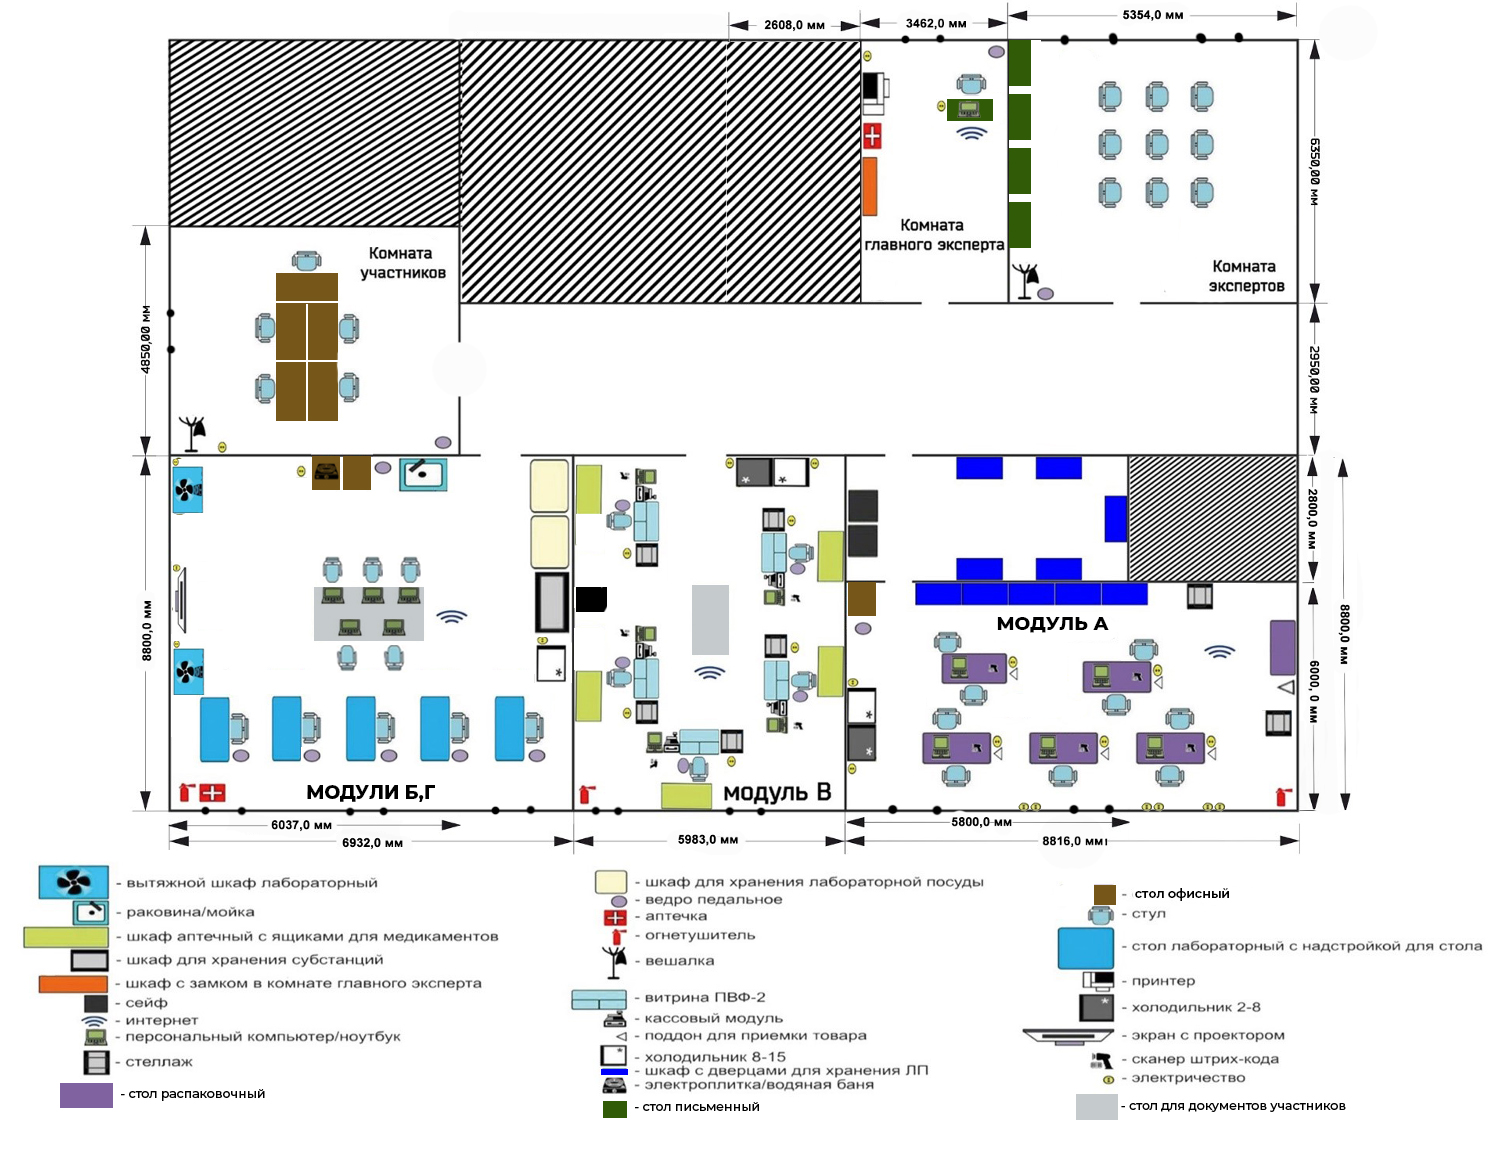 2608,0 мм
3462,0 мм
5354,0 мм
Комната
главного эксперта
Комната
экспертов
Комната
участников
4850,00 мм
5350,00 мм
2950,00 мм
2800,0 мм
8800,0 мм
6000, 0 мм
8800,0 мм
МОДУЛЬ А
МОДУЛИ Б,Г
модуль В
6037,0 мм
6932,0 мм
5983,0 мм
5800,0 мм
8816,0 мм
- вытяжной шкаф лабораторный
- раковина/мойка
- шкаф аптечный с ящиками для медикаментов
- шкаф для хранения субстанций
- шкаф с замком в комнате главного эксперта
- сейф
- интернет
- персональный компьютер/ноутбук
- стеллаж
- стол распаковочный
- шкаф для хранения лабораторной посуды
- ведро педальное
- аптечка
- огнетушитель
- вешалка
- витрина ПВФ-2
- кассовый модуль
- поддон для приемки товара
- холодильник 8-15
- шкаф с дверцами для хранения ЛП
- электроплитка/водяная баня
- стол письменный
- стол офисный
- стул
- стол лабораторный с надстройкой для стола
- принтер
- холодильник 2-8
- экран с проектором
- сканер штрих-кода
- электричество
- стол для документов участников